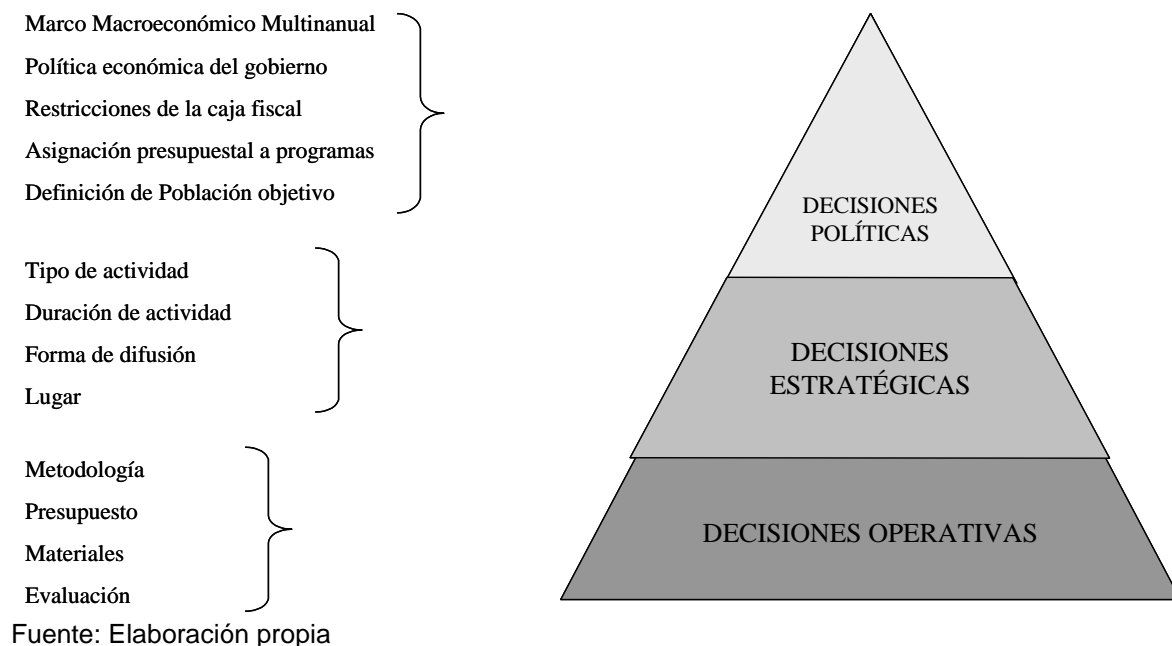 Marco Macroeconómico Multinanual
Política económica del gobierno
Restricciones de la caja fiscal
Asignación presupuestal a programas
Definición de Población objetivo
Tipo de actividad
Duración de actividad
Forma de difusión
Lugar
Metodología
Presupuesto
Materiales
Evaluación
DECISIONES
POLÍTICAS
DECISIONES
ESTRATÉGICAS
DECISIONES OPERATIVAS
Fuente: Elaboración propia